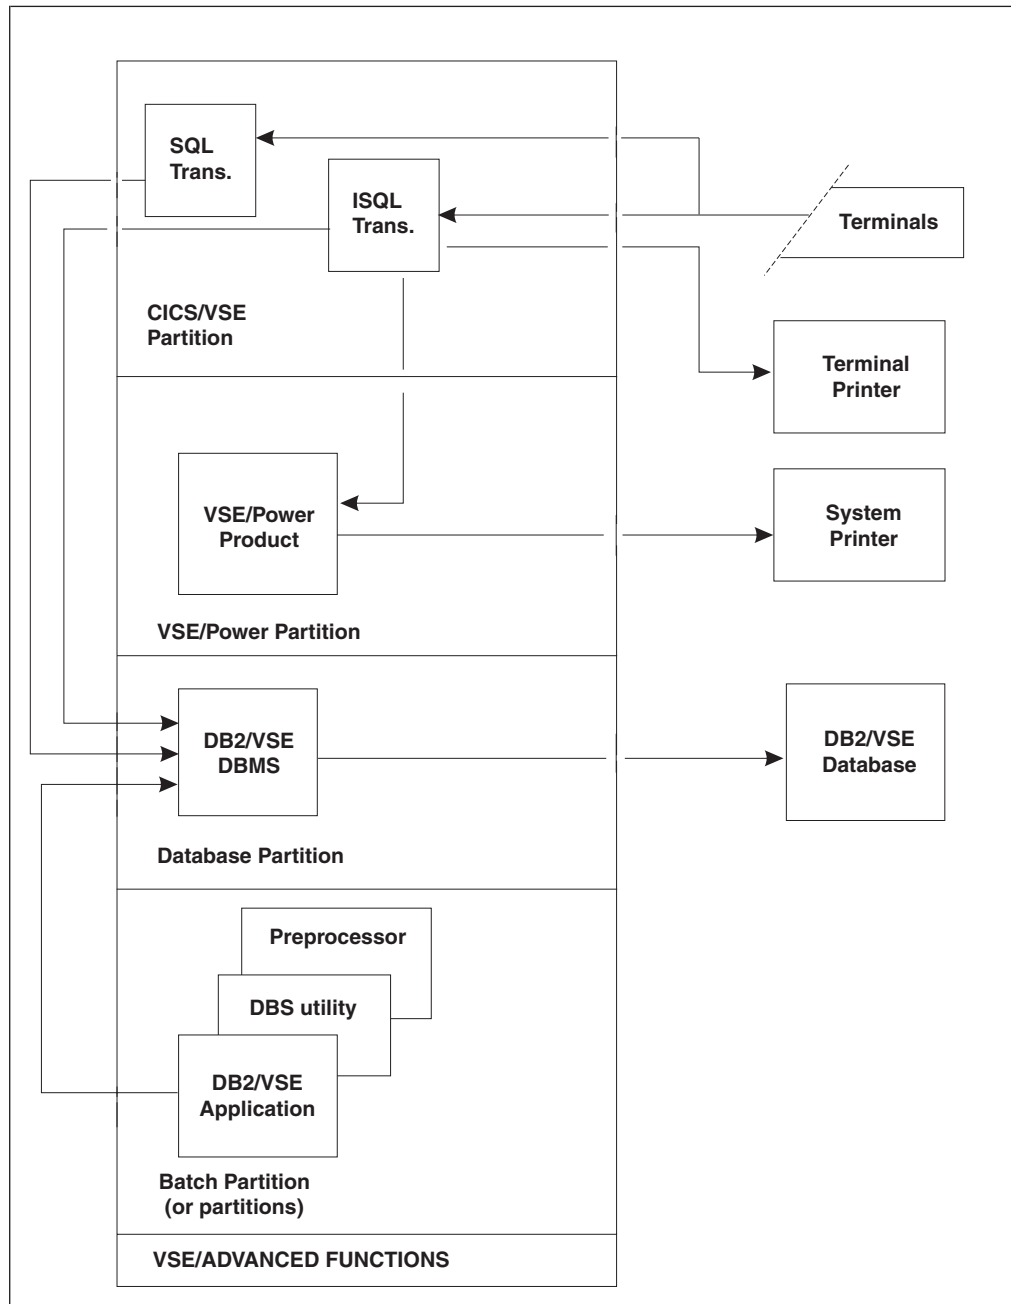 SQL
Trans.
ISQL
Trans.
Terminals
CICS/VSE
Partition
Terminal
Printer
VSE/Power
Product
System
Printer
VSE/Power Partition
DB2/VSE
DBMS
DB2/VSE
Database
Database Partition
Preprocessor
DBS utility
DB2/VSE
Application
Batch Partition
(or partitions)
VSE/ADVANCED FUNCTIONS